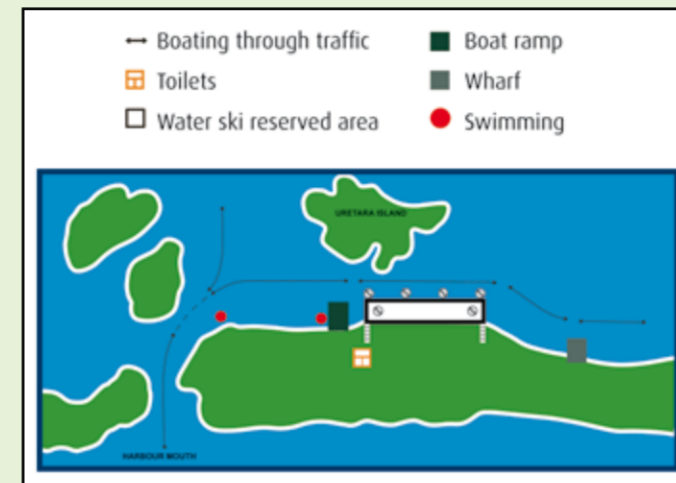 Boating through traffic
Boat ramp
Toilets
Wharf
Water ski reserved area
Swimming
URETARA ISLAND
HARBOUR MOUTH